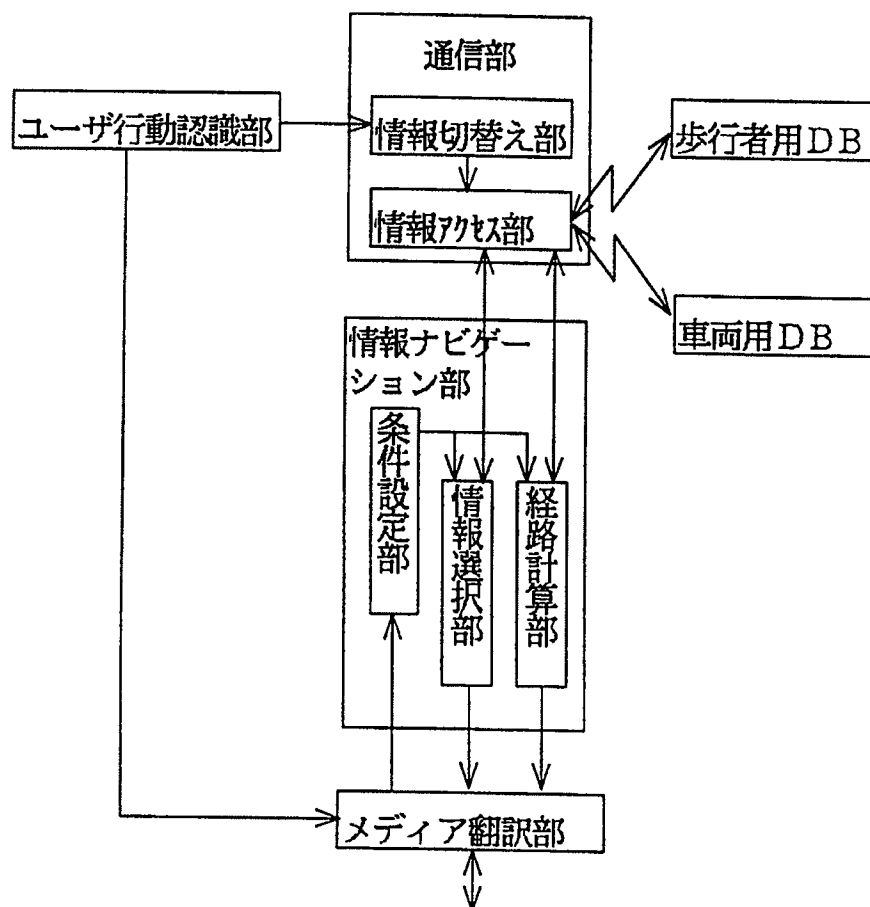 通信部
ユーザ行動認識部
情報切替え部
歩行者用DB
情報アクセス部
車両用DB
情報ナビゲー
ション部
条件設定部
情報選択部
経路計算部
メディア翻訳部